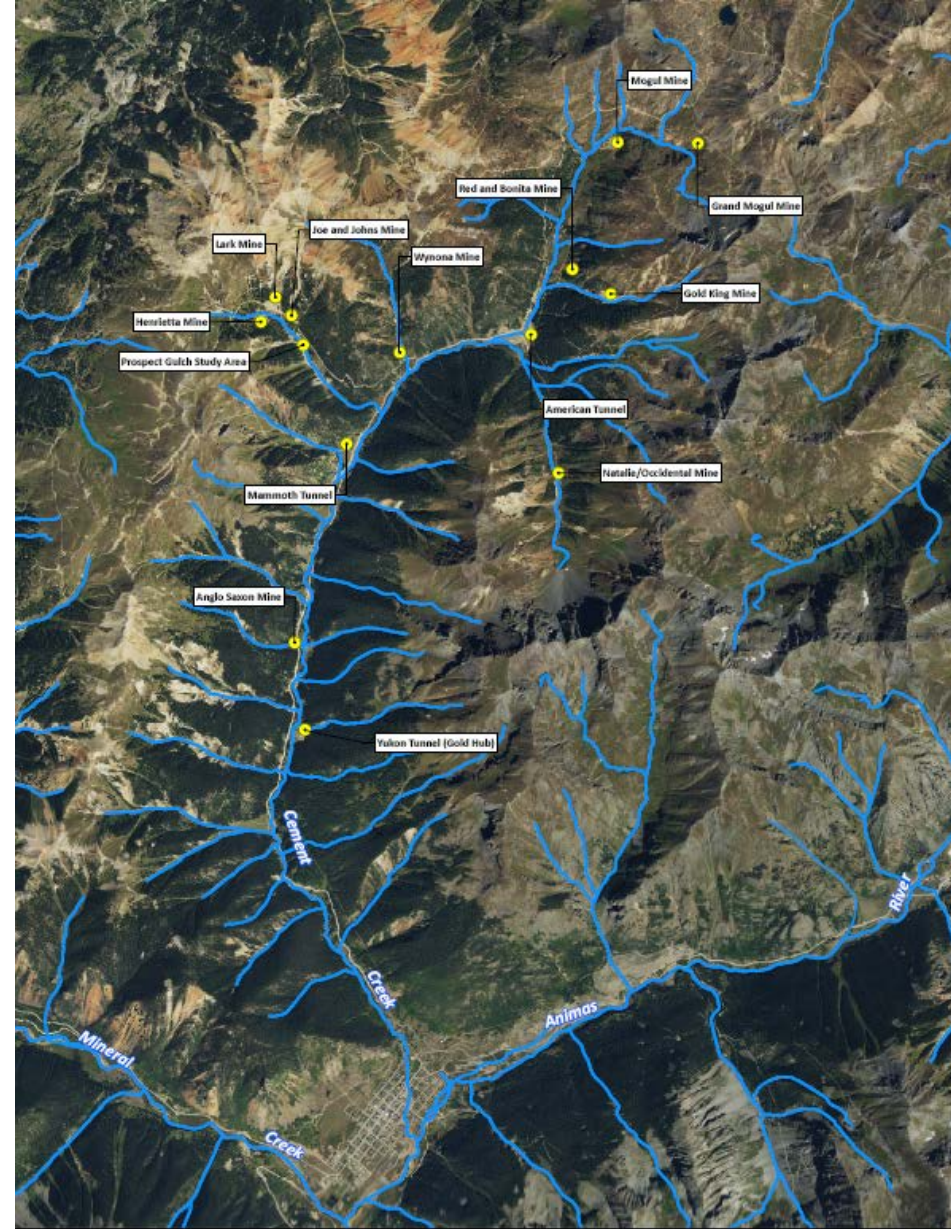 Mogul Mine
Red and Bonita Mine
Grand Mogul Mine
Joe and Johns Mine
Lark Mine
Wynona Mine
Gold King Mine
Henrietta Mine
Prospect Gulch Study Area
American Tunnel
Natalie/Occidental Mine
Mammoth Tunnel
Anglo Saxon Mine
Yukon Tunnel (Gold Hub)
Cement
Creek
Animas
River
Mineral
Creek